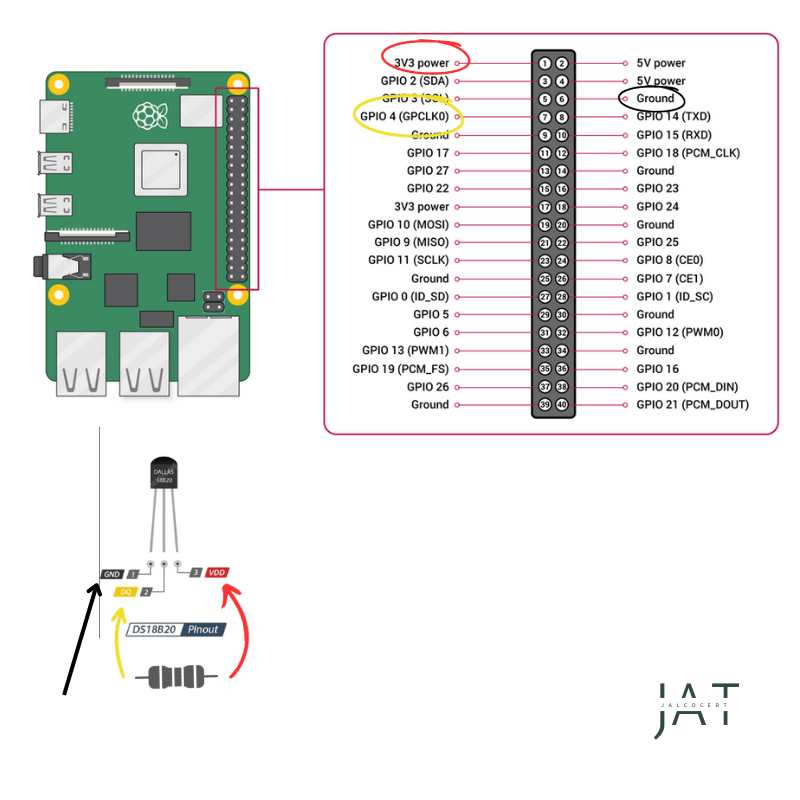 3V3 power 1 2 5V power
GPIO 2 (SDA) 3 4 5V power
GPIO 3 (SCL) 5 6 Ground
GPIO 4 (GPCLK0) 7 8 GPIO 14 (TXD)
Ground 9 10 GPIO 15 (RXD)
GPIO 17 11 12 GPIO 18 (PCM_CLK)
GPIO 27 13 14 Ground
GPIO 22 15 16 GPIO 23
3V3 power 17 18 GPIO 24
GPIO 10 (MOSI) 19 20 Ground
GPIO 9 (MISO) 21 22 GPIO 25
GPIO 11 (SCLK) 23 24 GPIO 8 (CE0)
Ground 25 26 GPIO 7 (CE1)
GPIO 0 (ID_SD) 27 28 GPIO 1 (ID_SC)
GPIO 5 29 30 Ground
GPIO 6 31 32 GPIO 12 (PWM0)
GPIO 13 (PWM1) 33 34 Ground
GPIO 19 (PCM_FS) 35 36 GPIO 16
GPIO 26 37 38 GPIO 20 (PCM_DIN)
Ground 39 40 GPIO 21 (PCM_DOUT)
DALLAS
18B20
GND 1 3 VDD
DQ 2
DS18B20 Pinout
JAT
JALCOCERT